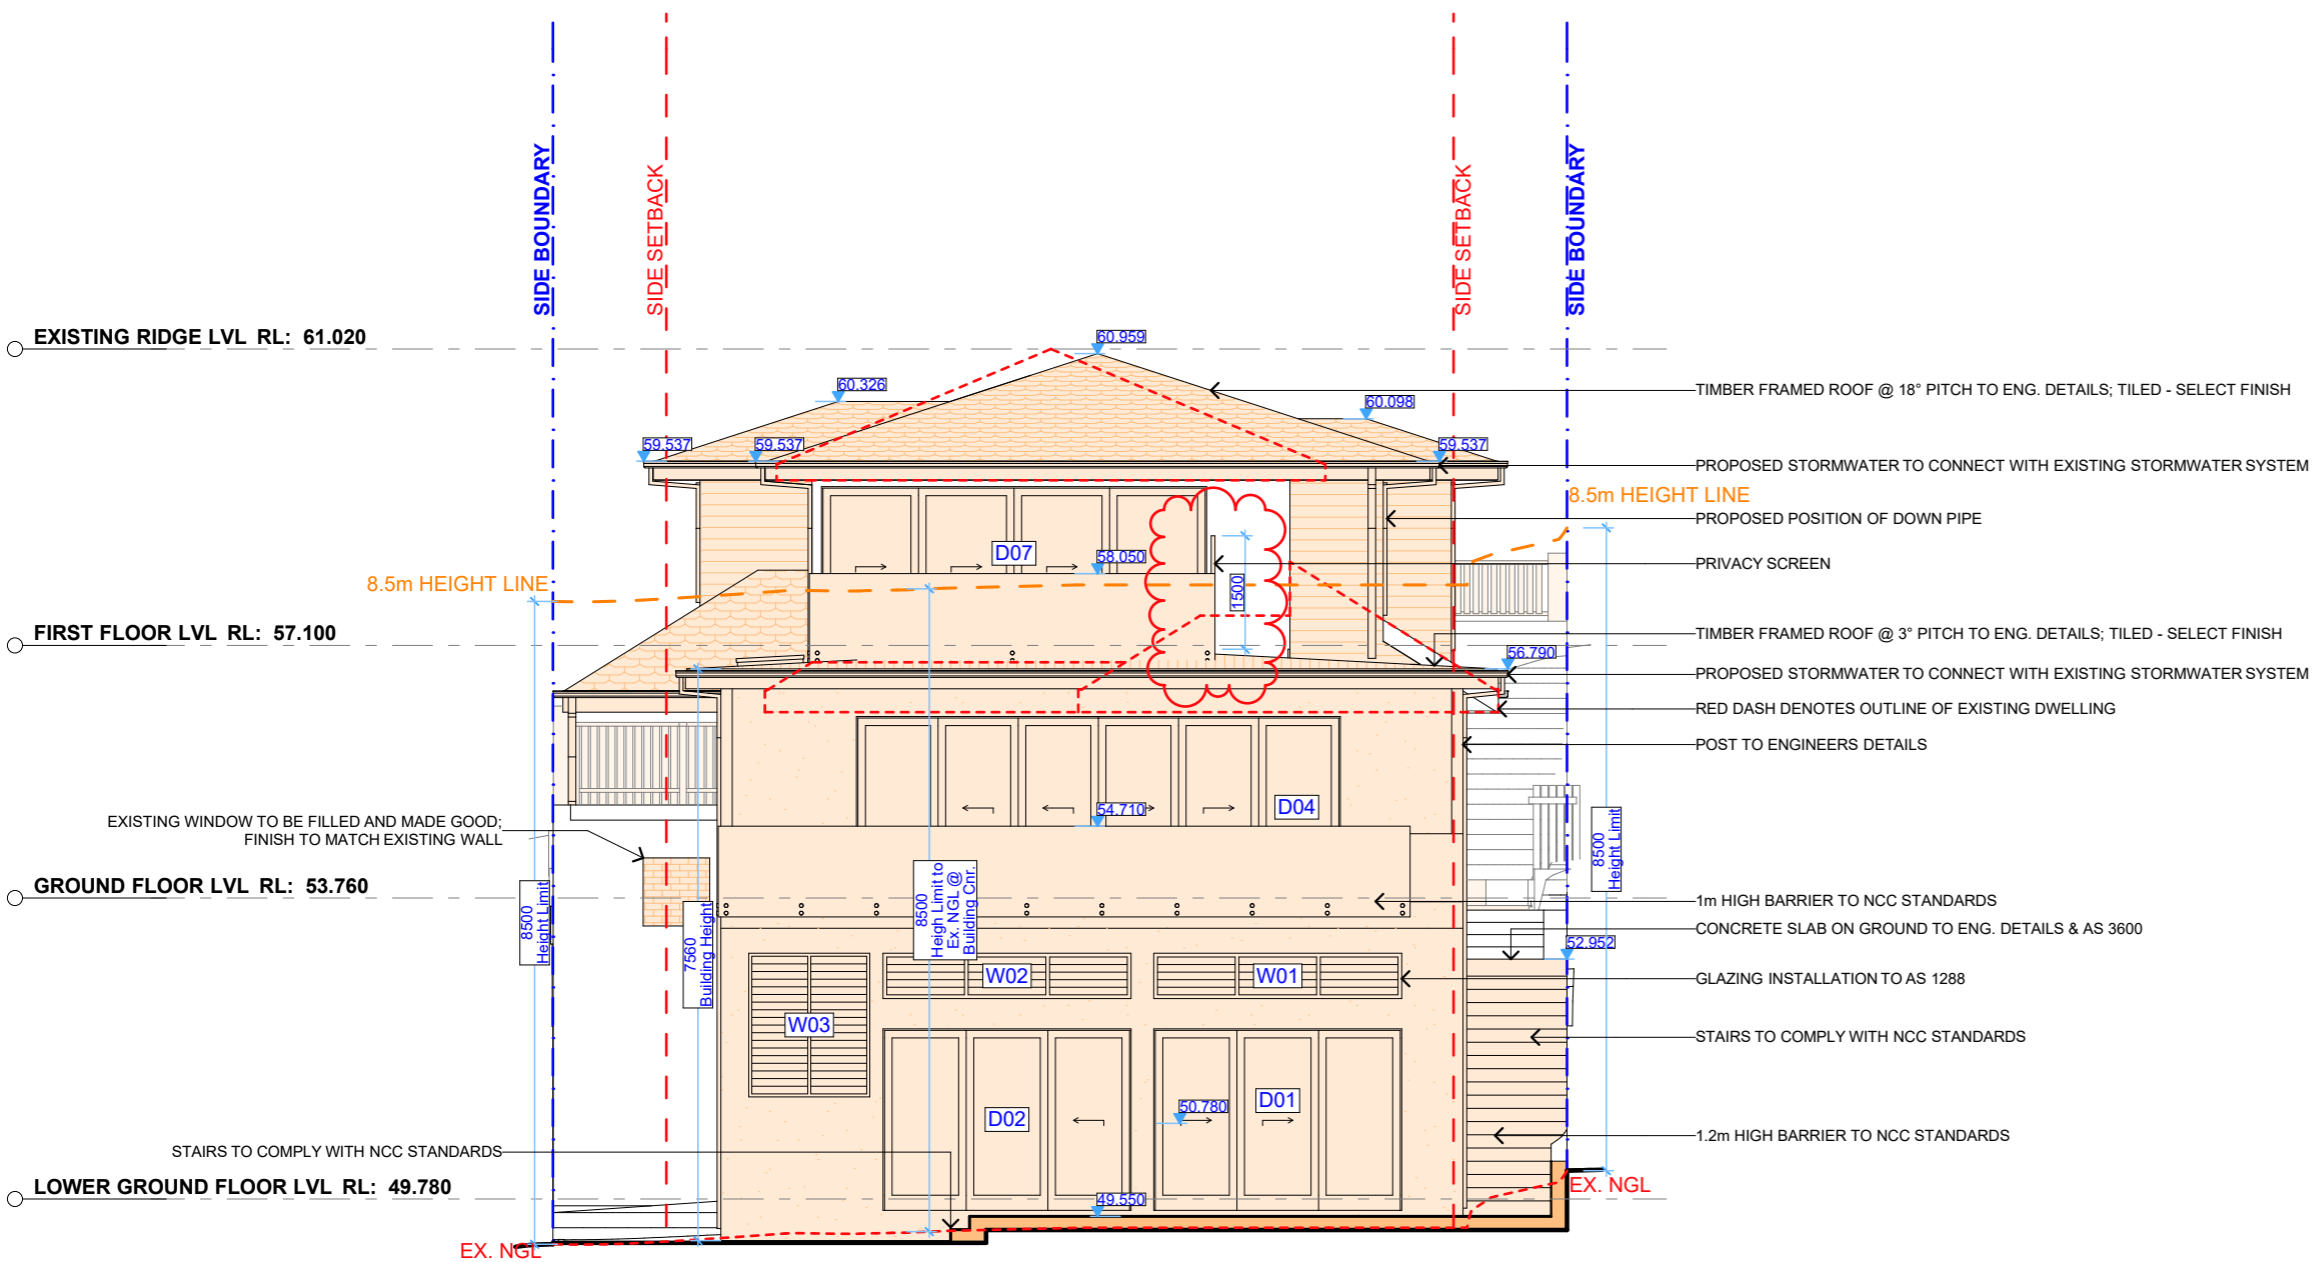 SIDE BOUNDARY
SIDE SETBACK
SIDE SETBACK
SIDE BOUNDARY
EXISTING RIDGE LVL RL: 61.020
60.959
60.326
60.098
TIMBER FRAMED ROOF @ 18° PITCH TO ENG. DETAILS; TILED - SELECT FINISH
59.537
59.537
59.537
PROPOSED STORMWATER TO CONNECT WITH EXISTING STORMWATER SYSTEM
8.5m HEIGHT LINE
PROPOSED POSITION OF DOWN PIPE
D07
58.050
PRIVACY SCREEN
8.5m HEIGHT LINE
1500
FIRST FLOOR LVL RL: 57.100
TIMBER FRAMED ROOF @ 3° PITCH TO ENG. DETAILS; TILED - SELECT FINISH
56.790
PROPOSED STORMWATER TO CONNECT WITH EXISTING STORMWATER SYSTEM
RED DASH DENOTES OUTLINE OF EXISTING DWELLING
POST TO ENGINEERS DETAILS
54.710
D04
EXISTING WINDOW TO BE FILLED AND MADE GOOD;
FINISH TO MATCH EXISTING WALL
8500
Height Limit
GROUND FLOOR LVL RL: 53.760
8500
Height Limit
7560
Building Height
8500
Heigh Limit to
Ex. NGL @
Building Cnr.
1m HIGH BARRIER TO NCC STANDARDS
CONCRETE SLAB ON GROUND TO ENG. DETAILS & AS 3600
52.952
W02
W01
GLAZING INSTALLATION TO AS 1288
W03
STAIRS TO COMPLY WITH NCC STANDARDS
50.780
D01
D02
1.2m HIGH BARRIER TO NCC STANDARDS
STAIRS TO COMPLY WITH NCC STANDARDS
LOWER GROUND FLOOR LVL RL: 49.780
49.550
EX. NGL
EX. NGL